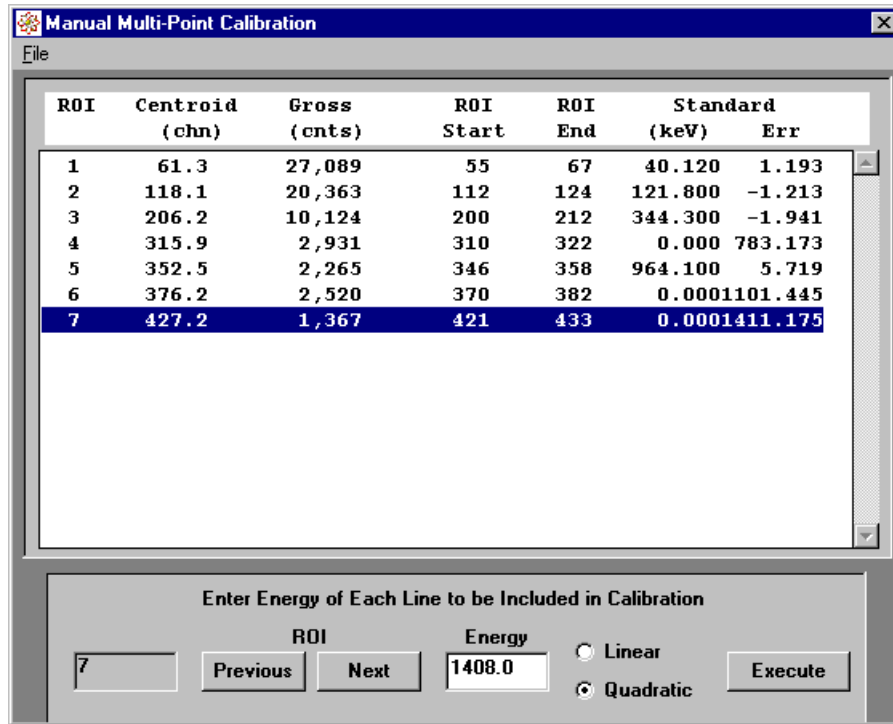 Manual Multi-Point Calibration
File
ROI Centroid Gross ROI ROI Standard
(chn) (cnts) Start End (keV) Err
1 61.3 27,089 55 67 40.120 1.193
2 118.1 20,363 112 124 121.800 -1.213
3 206.2 10,124 200 212 344.300 -1.941
4 315.9 2,931 310 322 0.000 783.173
5 352.5 2,265 346 358 964.100 5.719
6 376.2 2,520 370 382 0.0001101.445
7 427.2 1,367 421 433 0.0001411.175
Enter Energy of Each Line to be Included in Calibration
ROI Energy
7 Previous Next 1408.0 Linear Execute
Quadratic